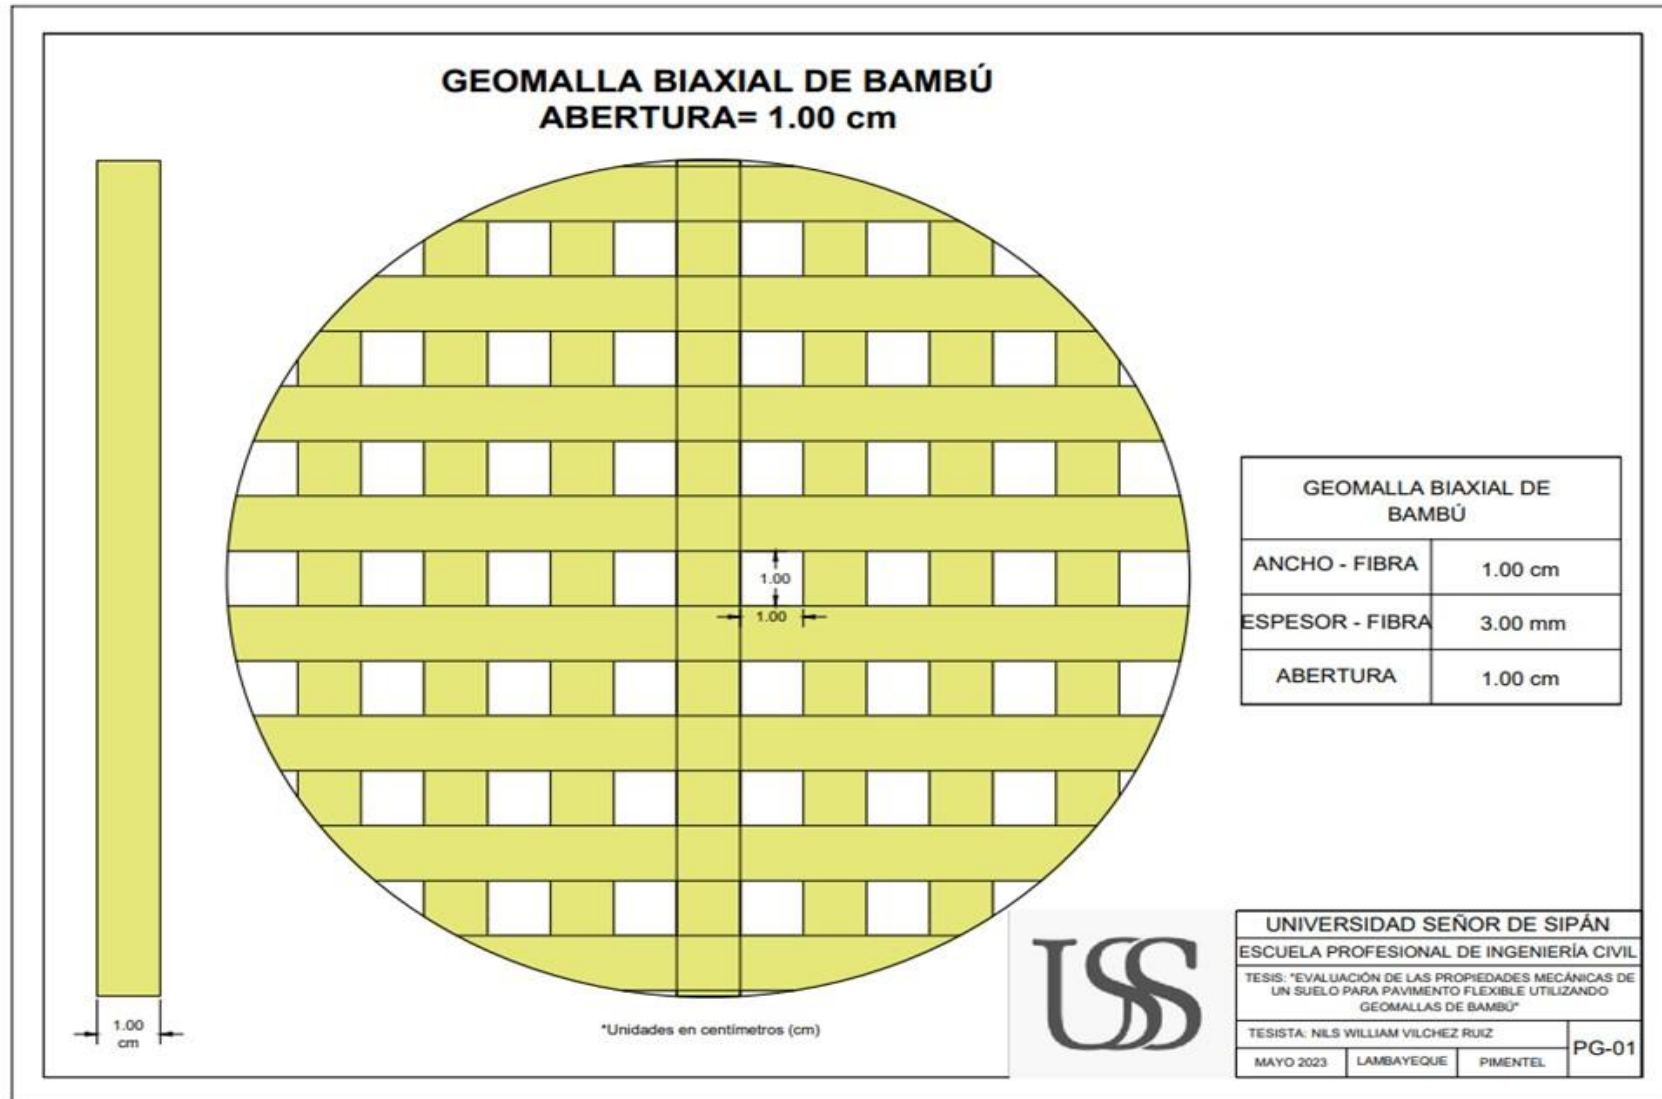 GEOMALLA BIAXIAL DE BAMBÚ
ABERTURA= 1.00 cm
1.00
1.00
1.00
cm
*Unidades en centímetros (cm)
GEOMALLA BIAXIAL DE
BAMBÚ
ANCHO - FIBRA 1.00 cm
ESPESOR - FIBRA 3.00 mm
ABERTURA 1.00 cm
USS
UNIVERSIDAD SEÑOR DE SIPÁN
ESCUELA PROFESIONAL DE INGENIERÍA CIVIL
TESIS: "EVALUACIÓN DE LAS PROPIEDADES MECÁNICAS DE
UN SUELO PARA PAVIMENTO FLEXIBLE UTILIZANDO
GEOMALLAS DE BAMBÚ"
TESISTA: NILS WILLIAM VILCHEZ RUIZ
PG-01
MAYO 2023 LAMBAYEQUE PIMENTEL